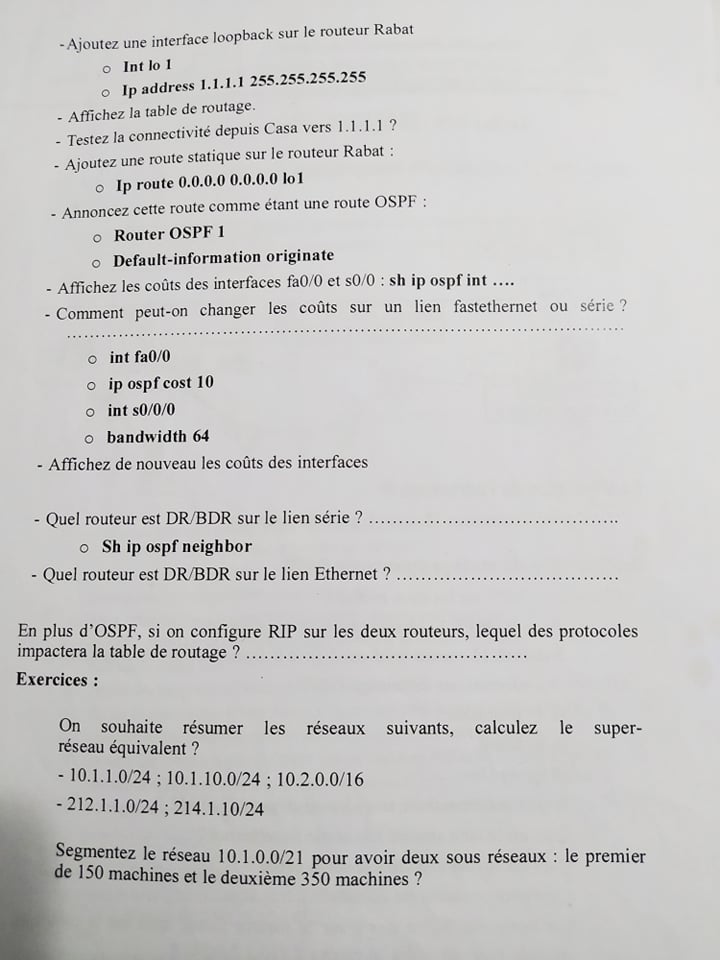 -Ajoutez une interface loopback sur le routeur Rabat
o Int lo 1
o Ip address 1.1.1.1 255.255.255.255
- Affichez la table de routage.
- Testez la connectivité depuis Casa vers 1.1.1.1 ?
- Ajoutez une route statique sur le routeur Rabat :
o Ip route 0.0.0.0 0.0.0.0 lo1
- Annoncez cette route comme étant une route OSPF :
o Router OSPF 1
o Default-information originate
- Affichez les coûts des interfaces fa0/0 et s0/0 : sh ip ospf int ….
- Comment peut-on changer les coûts sur un lien fastethernet ou série ?
……………………………………………………………………………………
o int fa0/0
o ip ospf cost 10
o int s0/0/0
o bandwidth 64
- Affichez de nouveau les coûts des interfaces
- Quel routeur est DR/BDR sur le lien série ? …………………………………….
o Sh ip ospf neighbor
- Quel routeur est DR/BDR sur le lien Ethernet ? …………………………………
En plus d’OSPF, si on configure RIP sur les deux routeurs, lequel des protocoles
impactera la table de routage ? …………………………………………
Exercices :
On souhaite résumer les réseaux suivants, calculez le super-
réseau équivalent ?
- 10.1.1.0/24 ; 10.1.10.0/24 ; 10.2.0.0/16
- 212.1.1.0/24 ; 214.1.10/24
Segmentez le réseau 10.1.0.0/21 pour avoir deux sous réseaux : le premier
de 150 machines et le deuxième 350 machines ?